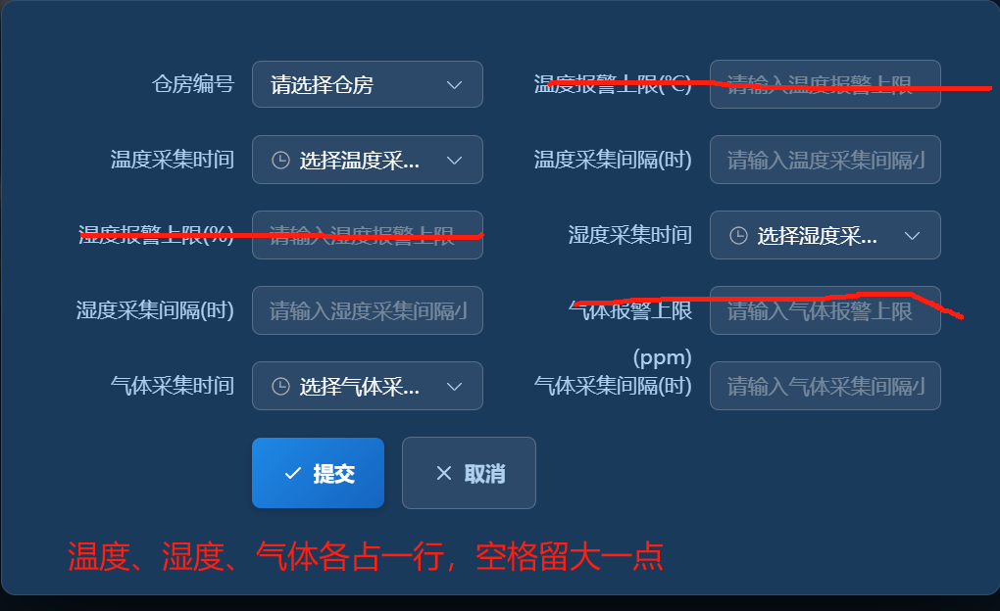 仓房编号 请选择仓房 温度报警上限(℃) 请输入温度报警上限
温度采集时间 选择温度采... 温度采集间隔(时) 请输入温度采集间隔小
湿度报警上限(%) 请输入湿度报警上限 湿度采集时间 选择湿度采...
湿度采集间隔(时) 请输入湿度采集间隔小 气体报警上限 请输入气体报警上限
(ppm)
气体采集时间 选择气体采... 气体采集间隔(时) 请输入气体采集间隔小
提交 取消
温度、湿度、气体各占一行，空格留大一点